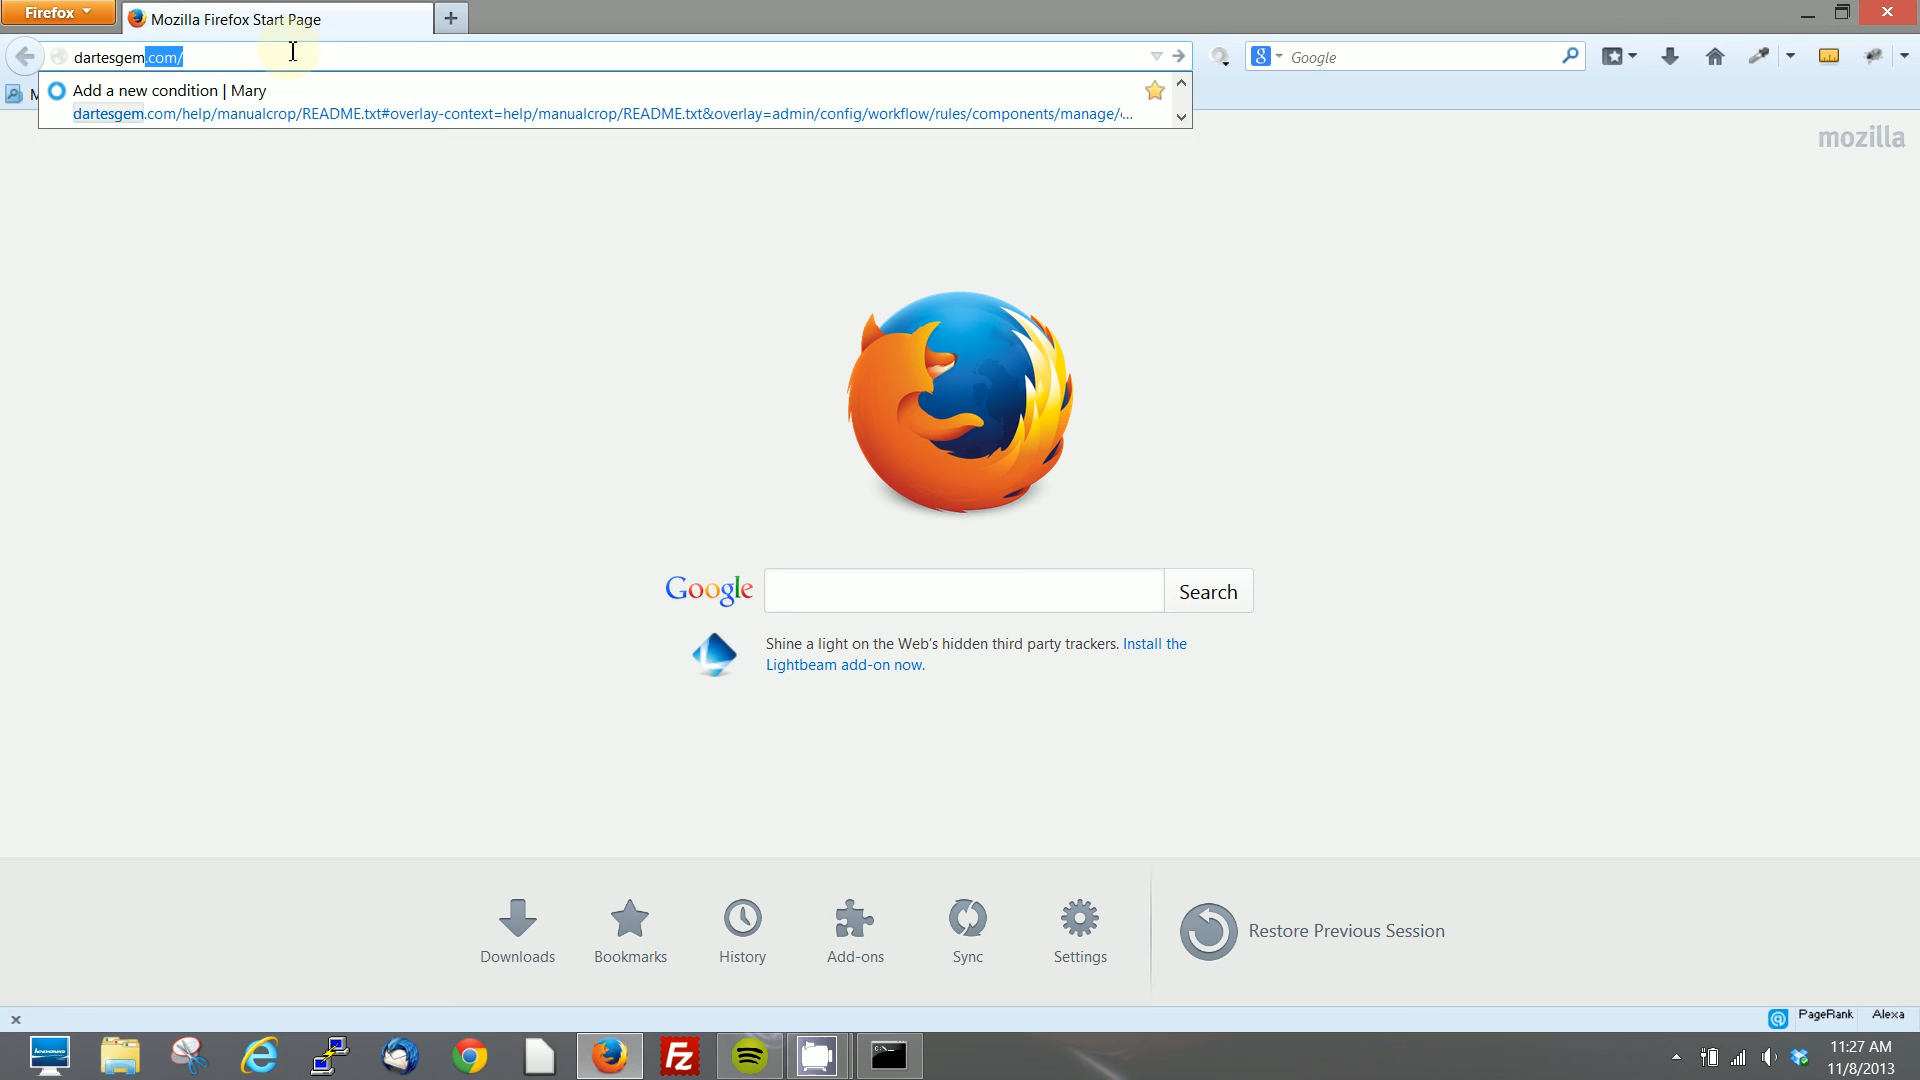 Firefox
Mozilla Firefox Start Page
dartesgem.com/
Google
Add a new condition | Mary
dartesgem.com/help/manualcrop/README.txt#overlay-context=help/manualcrop/README.txt&overlay=admin/config/workflow/rules/components/manage/‹...
mozilla
Google
Search
Shine a light on the Web's hidden third party trackers. Install the
Lightbeam add-on now.
Downloads
Bookmarks
History
Add-ons
Sync
Settings
Restore Previous Session
PageRank
Alexa
lenovo
FZ
11:27 AM
11/8/2013